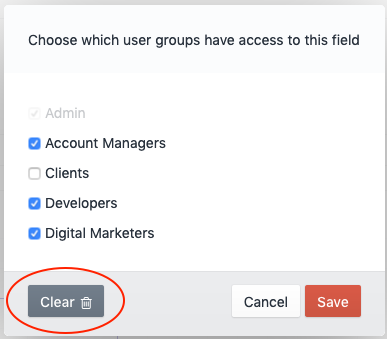 Choose which user groups have access to this field
Admin
Account Managers
Clients
Developers
Digital Marketers
Clear
Cancel
Save